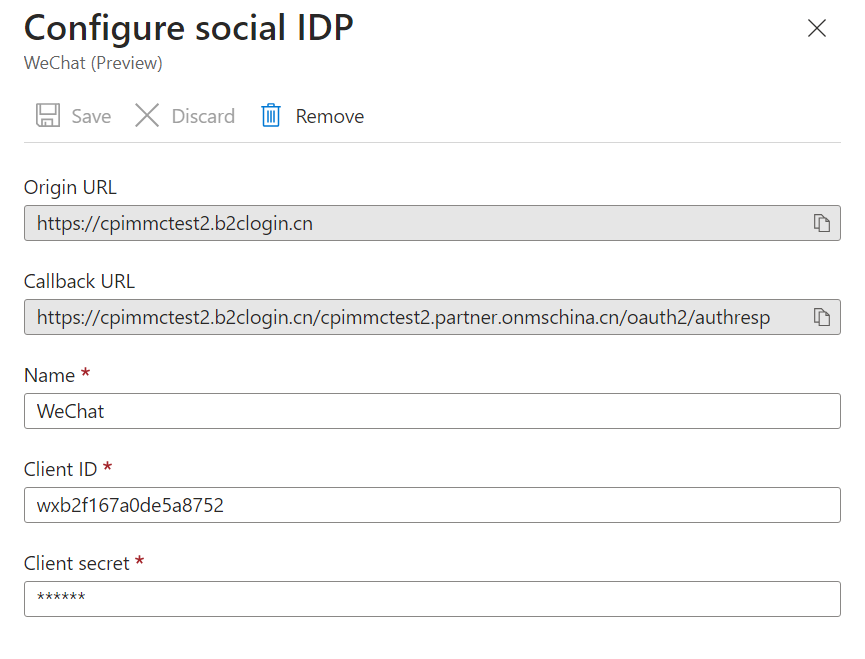 Configure social IDP
WeChat (Preview)
Save Discard Remove
Origin URL
https://cpimmctest2.b2clogin.cn
Callback URL
https://cpimmctest2.b2clogin.cn/cpimmctest2.partner.onmschina.cn/oauth2/authresp
Name *
WeChat
Client ID *
wxb2f167a0de5a8752
Client secret *
******